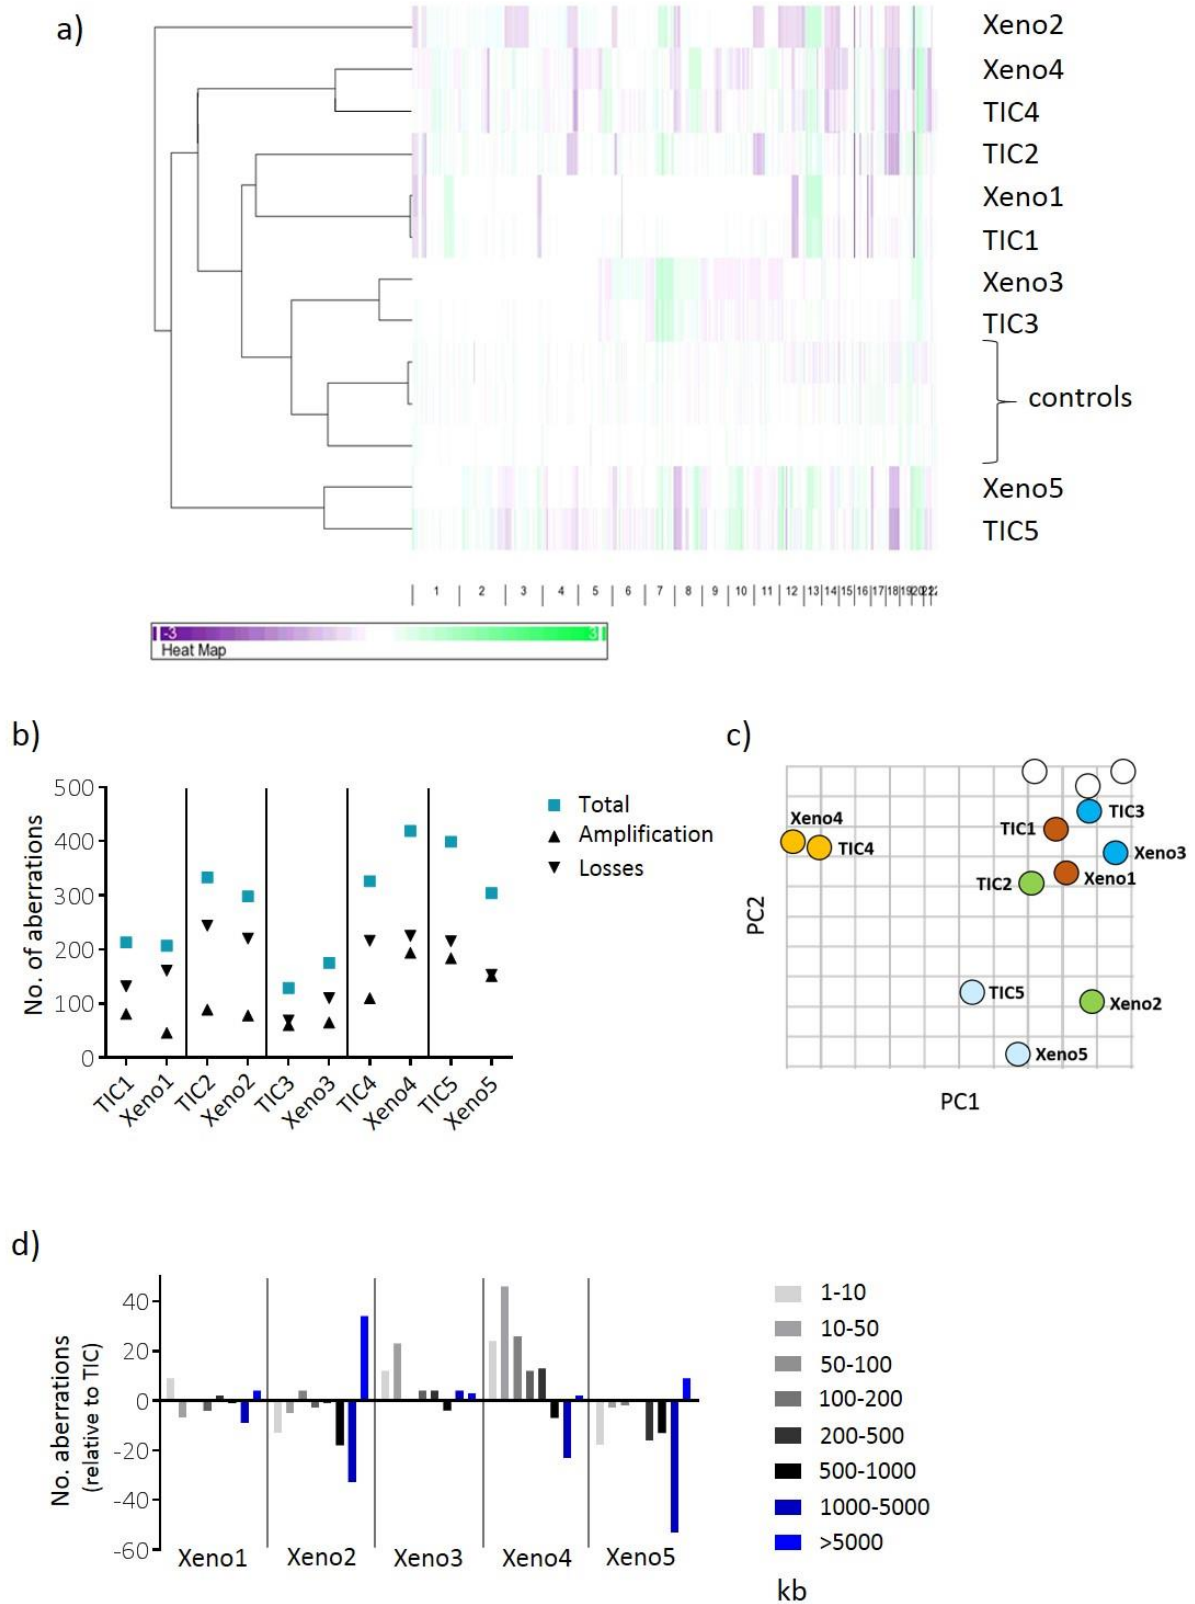 a)
Xeno2
Xeno4
TIC4
TIC2
Xeno1
TIC1
Xeno3
TIC3
controls
Xeno5
TIC5
1 2 3 4 5 6 7 8 9 10 11 12 13 14 15 16 17 18 19 20
-3 3
Heat Map
b)
No. of aberrations
500
400
300
200
100
0
TIC1 Xeno1 TIC2 Xeno2 TIC3 Xeno3 TIC4 Xeno4 TIC5 Xeno5
Total
Amplification
Losses
c)
PC2
Xeno4
TIC4
TIC3
TIC1
Xeno3
TIC2
Xeno1
TIC5
Xeno2
Xeno5
PC1
d)
No. aberrations
(relative to TIC)
40
20
0
-20
-40
-60
Xeno1 Xeno2 Xeno3 Xeno4 Xeno5
1-10
10-50
50-100
100-200
200-500
500-1000
1000-5000
>5000
kb